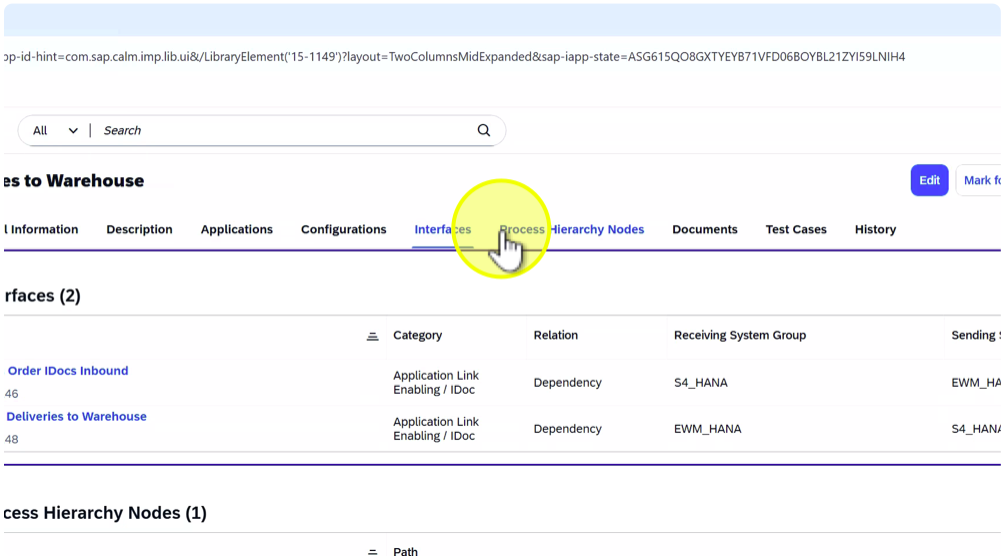 pp-id-hint=com.sap.calm.imp.lib.ui&/LibraryElement('15-1149')?layout=TwoColumnsMidExpanded&sap-iapp-state=ASG615QO8GXTYEYB71VFD06BOYBL21ZYI59LNIH4
All Search
es to Warehouse Edit Mark fo
l Information Description Applications Configurations Interfaces Process Hierarchy Nodes Documents Test Cases History
rfaces (2)
Category Relation Receiving System Group Sending S
Order IDocs Inbound
46
Application Link
Enabling / IDoc
Dependency S4_HANA EWM_HA
Deliveries to Warehouse
48
Application Link
Enabling / IDoc
Dependency EWM_HANA S4_HANA
cess Hierarchy Nodes (1)
Path